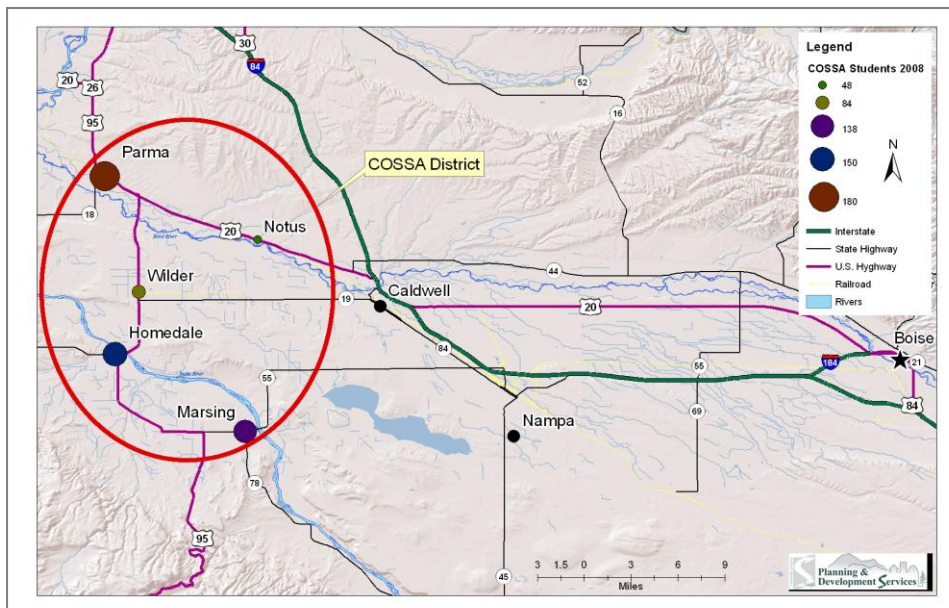 30
84
52
16
20
26
95
Parma
COSSA District
18
20
Notus
44
Wilder
19
Caldwell
20
Homedale
Boise
84
55
184
21
55
69
84
Marsing
Nampa
78
95
45
Legend
COSSA Students 2008
48
84
138
150
180
N
Interstate
State Highway
U.S. Hyghway
Railroad
Rivers
3 1.5 0 3 6 9
Miles
Planning &
Development Services